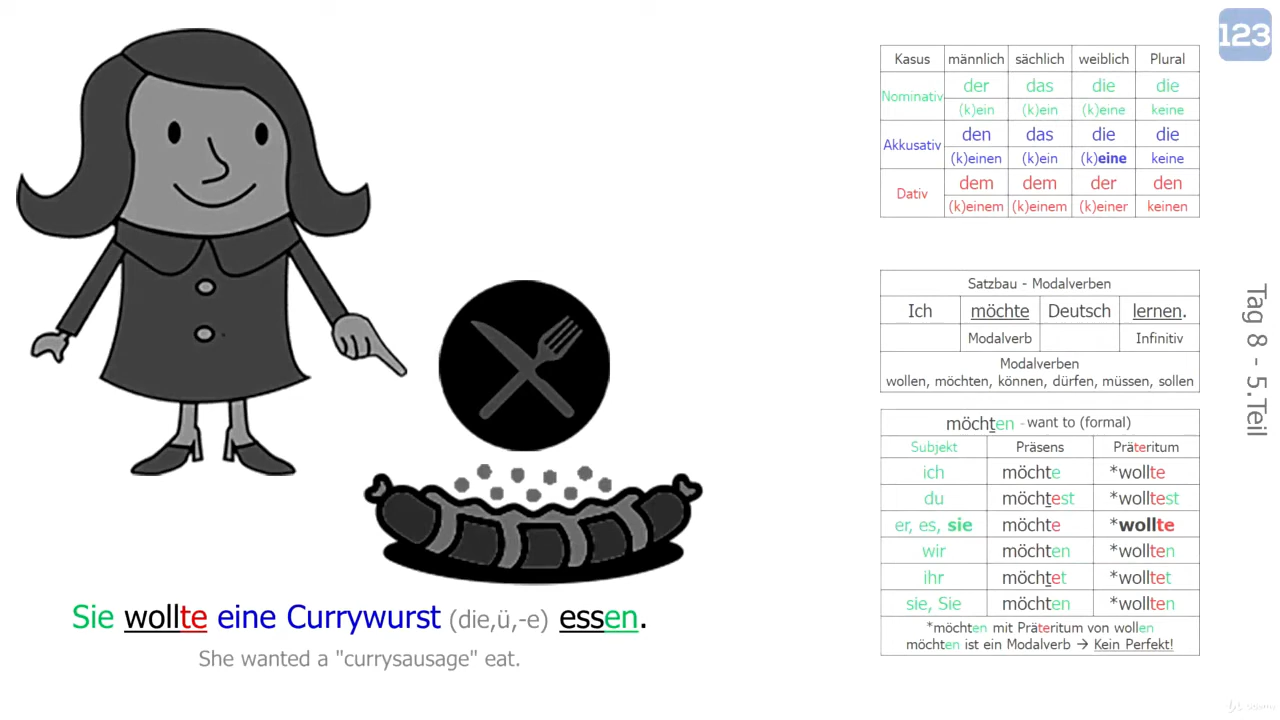 123
Kasus männlich sächlich weiblich Plural
Nominativ der das die die
(k)ein (k)ein (k)eine keine
Akkusativ den das die die
(k)einen (k)ein (k)eine keine
Dativ dem dem der den
(k)einem (k)einem (k)einer keinen
Satzbau - Modalverben
Ich möchte Deutsch lernen.
Modalverb Infinitiv
Modalverben
wollen, möchten, können, dürfen, müssen, sollen
möchten - want to (formal)
Subjekt Präsens Präteritum
ich möchte *wollte
du möchtest *wolltest
er, es, sie möchte *wollte
wir möchten *wollten
ihr möchtet *wolltet
sie, Sie möchten *wollten
*möchten mit Präteritum von wollen
möchten ist ein Modalverb → Kein Perfekt!
Tag 8 - 5.Teil
Sie wollte eine Currywurst (die,ü,-e) essen.
She wanted a "currysausage" eat.